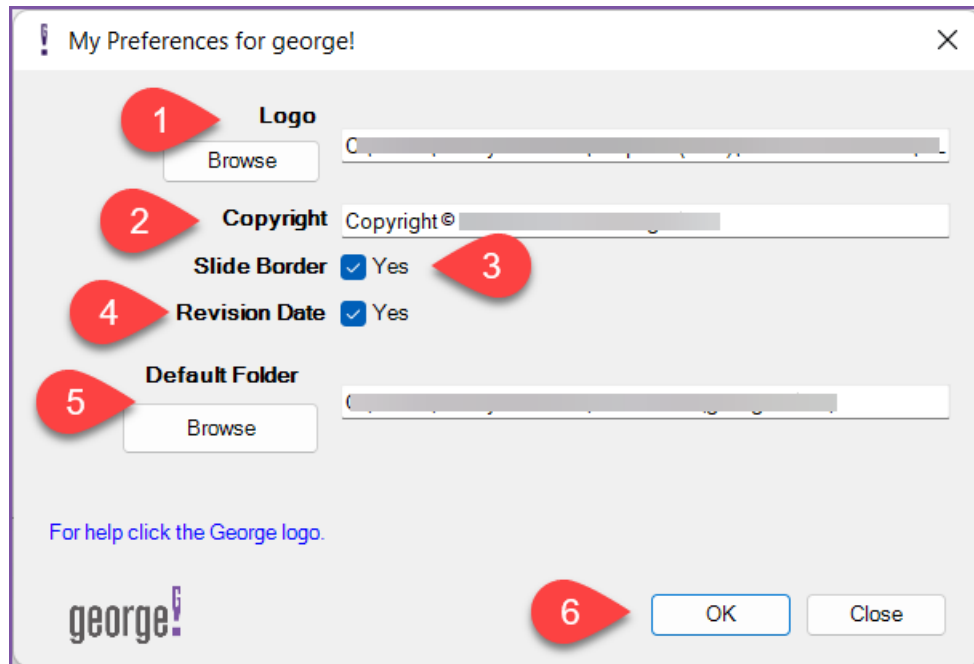 My Preferences for george!
1
Logo
Browse
2
Copyright Copyright ©
Slide Border Yes
3
4
Revision Date Yes
Default Folder
5
Browse
For help click the George logo.
george!
6
OK Close